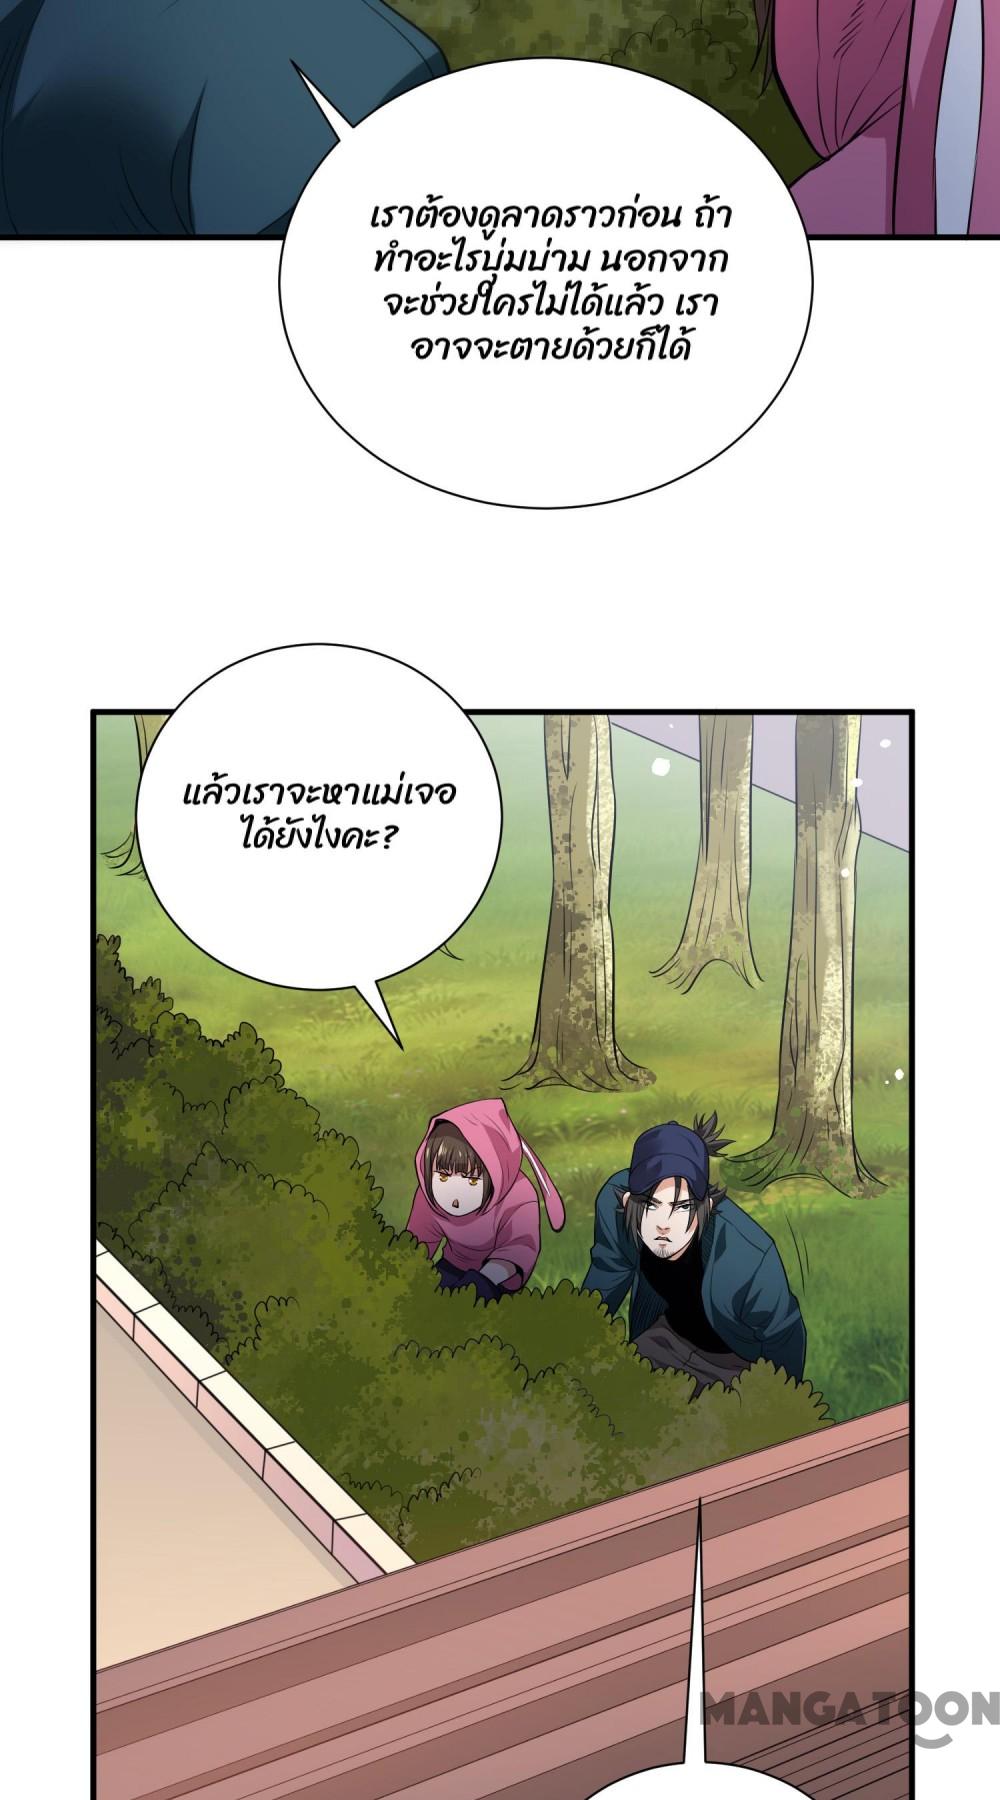 เราต้องดูลาดราวก่อน ถ้า
ทำอะไรบุ่มบ่าม นอกจาก
จะช่วยใครไม่ได้แล้ว เรา
อาจจะตายด้วยก็ได้
แล้วเราจะหาแม่เจอ
ได้ยังไงคะ?
MANGATOON